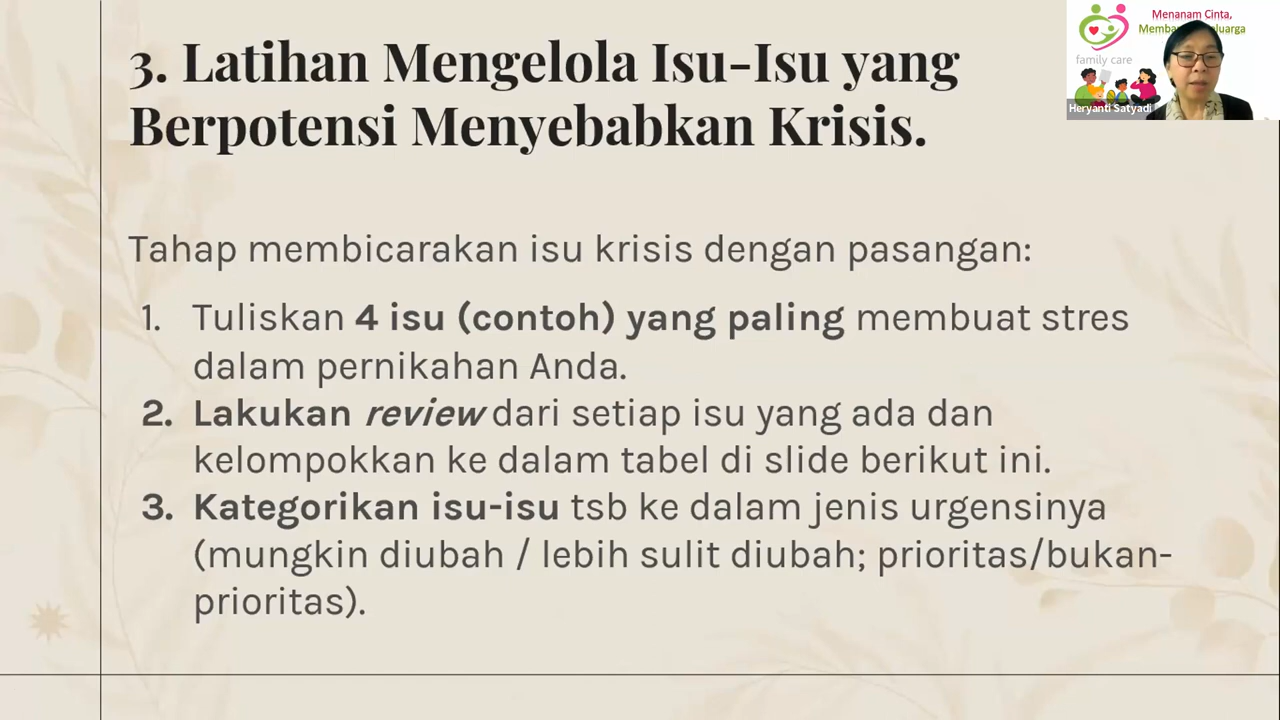 3. Latihan Mengelola Isu-Isu yang
Berpotensi Menyebabkan Krisis.
Menanam Cinta,
family care
Heryanti Satyadi
Tahap membicarakan isu krisis dengan pasangan:
1. Tuliskan 4 isu (contoh) yang paling membuat stres
dalam pernikahan Anda.
2. Lakukan review dari setiap isu yang ada dan
kelompokkan ke dalam tabel di slide berikut ini.
3. Kategorikan isu-isu tsb ke dalam jenis urgensinya
(mungkin diubah / lebih sulit diubah; prioritas/bukan-
prioritas).